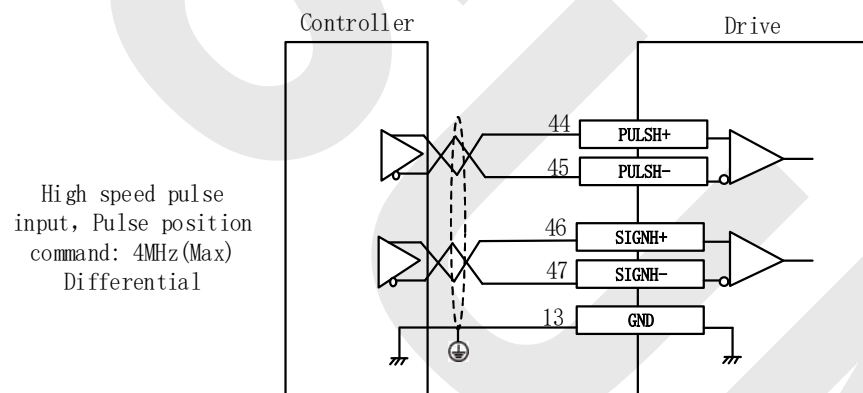 Controller
Drive
High speed pulse
input, Pulse position
command: 4MHz(Max)
Differential
44 PULSH+
45 PULSH-
46 SIGNH+
47 SIGNH-
13 GND